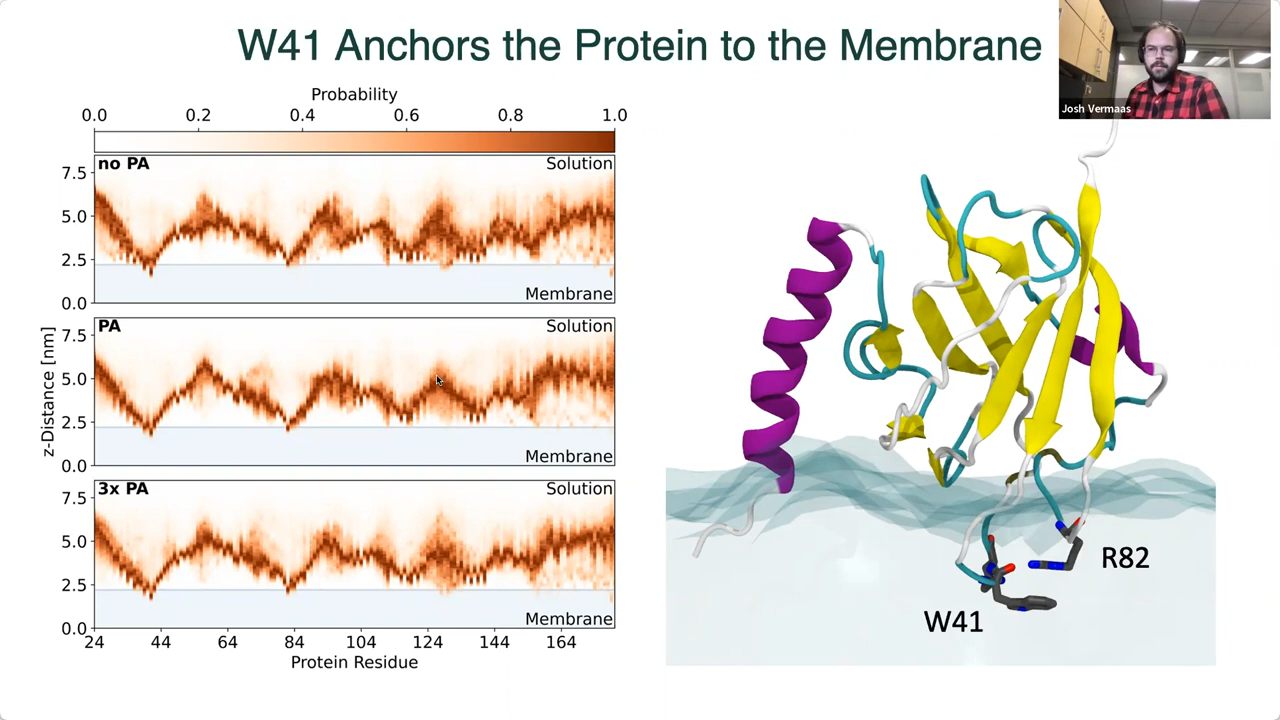 W41 Anchors the Protein to the Membrane
Josh Vermaas
Probability
0.0 0.2 0.4 0.6 0.8 1.0
no PA Solution
7.5
5.0
2.5
0.0
Membrane
PA Solution
7.5
5.0
2.5
0.0
Membrane
3x PA Solution
7.5
5.0
2.5
0.0
Membrane
z-Distance [nm]
24 44 64 84 104 124 144 164
Protein Residue
R82
W41